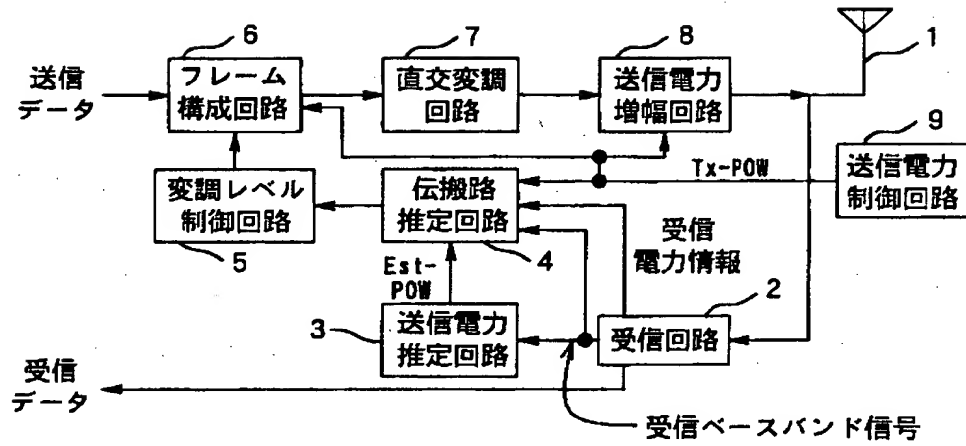 6
7
8
1
送信
データ
フレーム
構成回路
直交変調
回路
送信電力
増幅回路
9
Tx-POW
送信電力
制御回路
変調レベル
制御回路
伝搬路
推定回路
5
4
受信
電力情報
Est-
POW
2
3
送信電力
推定回路
受信回路
受信
データ
受信ベースバンド信号